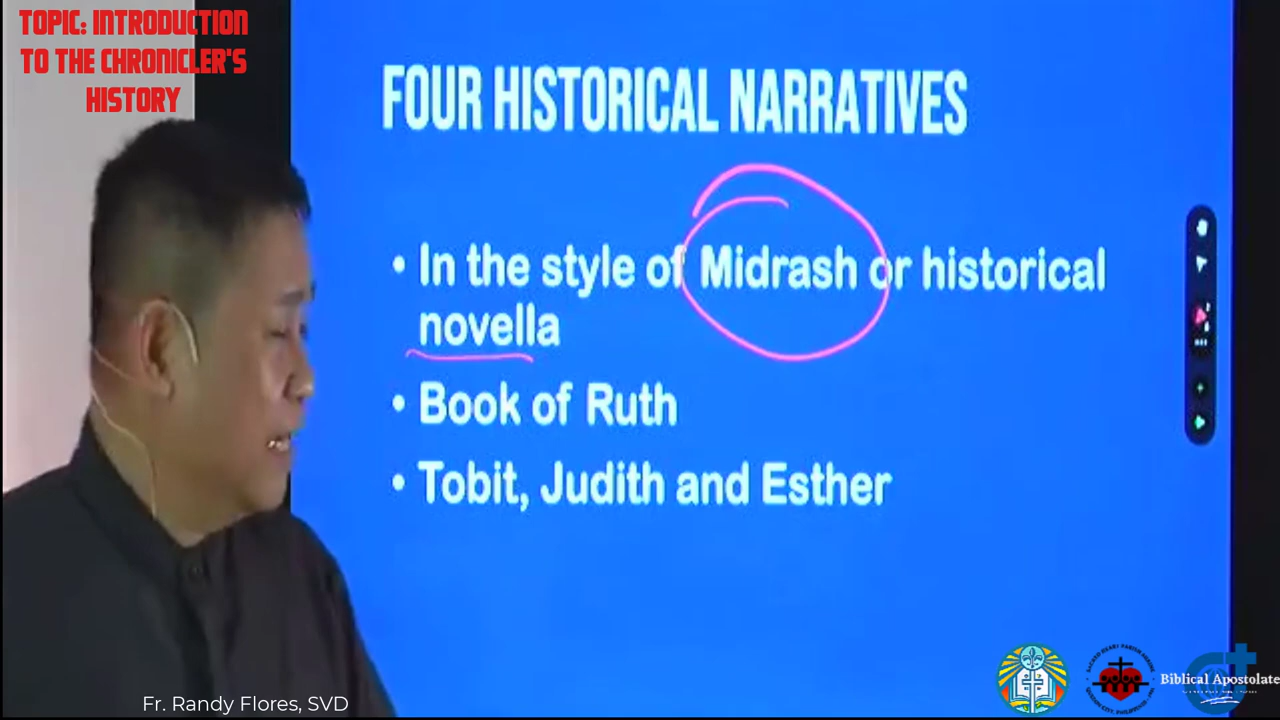 TOPIC: INTRODUCTION
TO THE CHRONICLER'S
HISTORY
FOUR HISTORICAL NARRATIVES
• In the style of Midrash or historical
novella
• Book of Ruth
• Tobit, Judith and Esther
Fr. Randy Flores, SVD
Biblical Apostolate